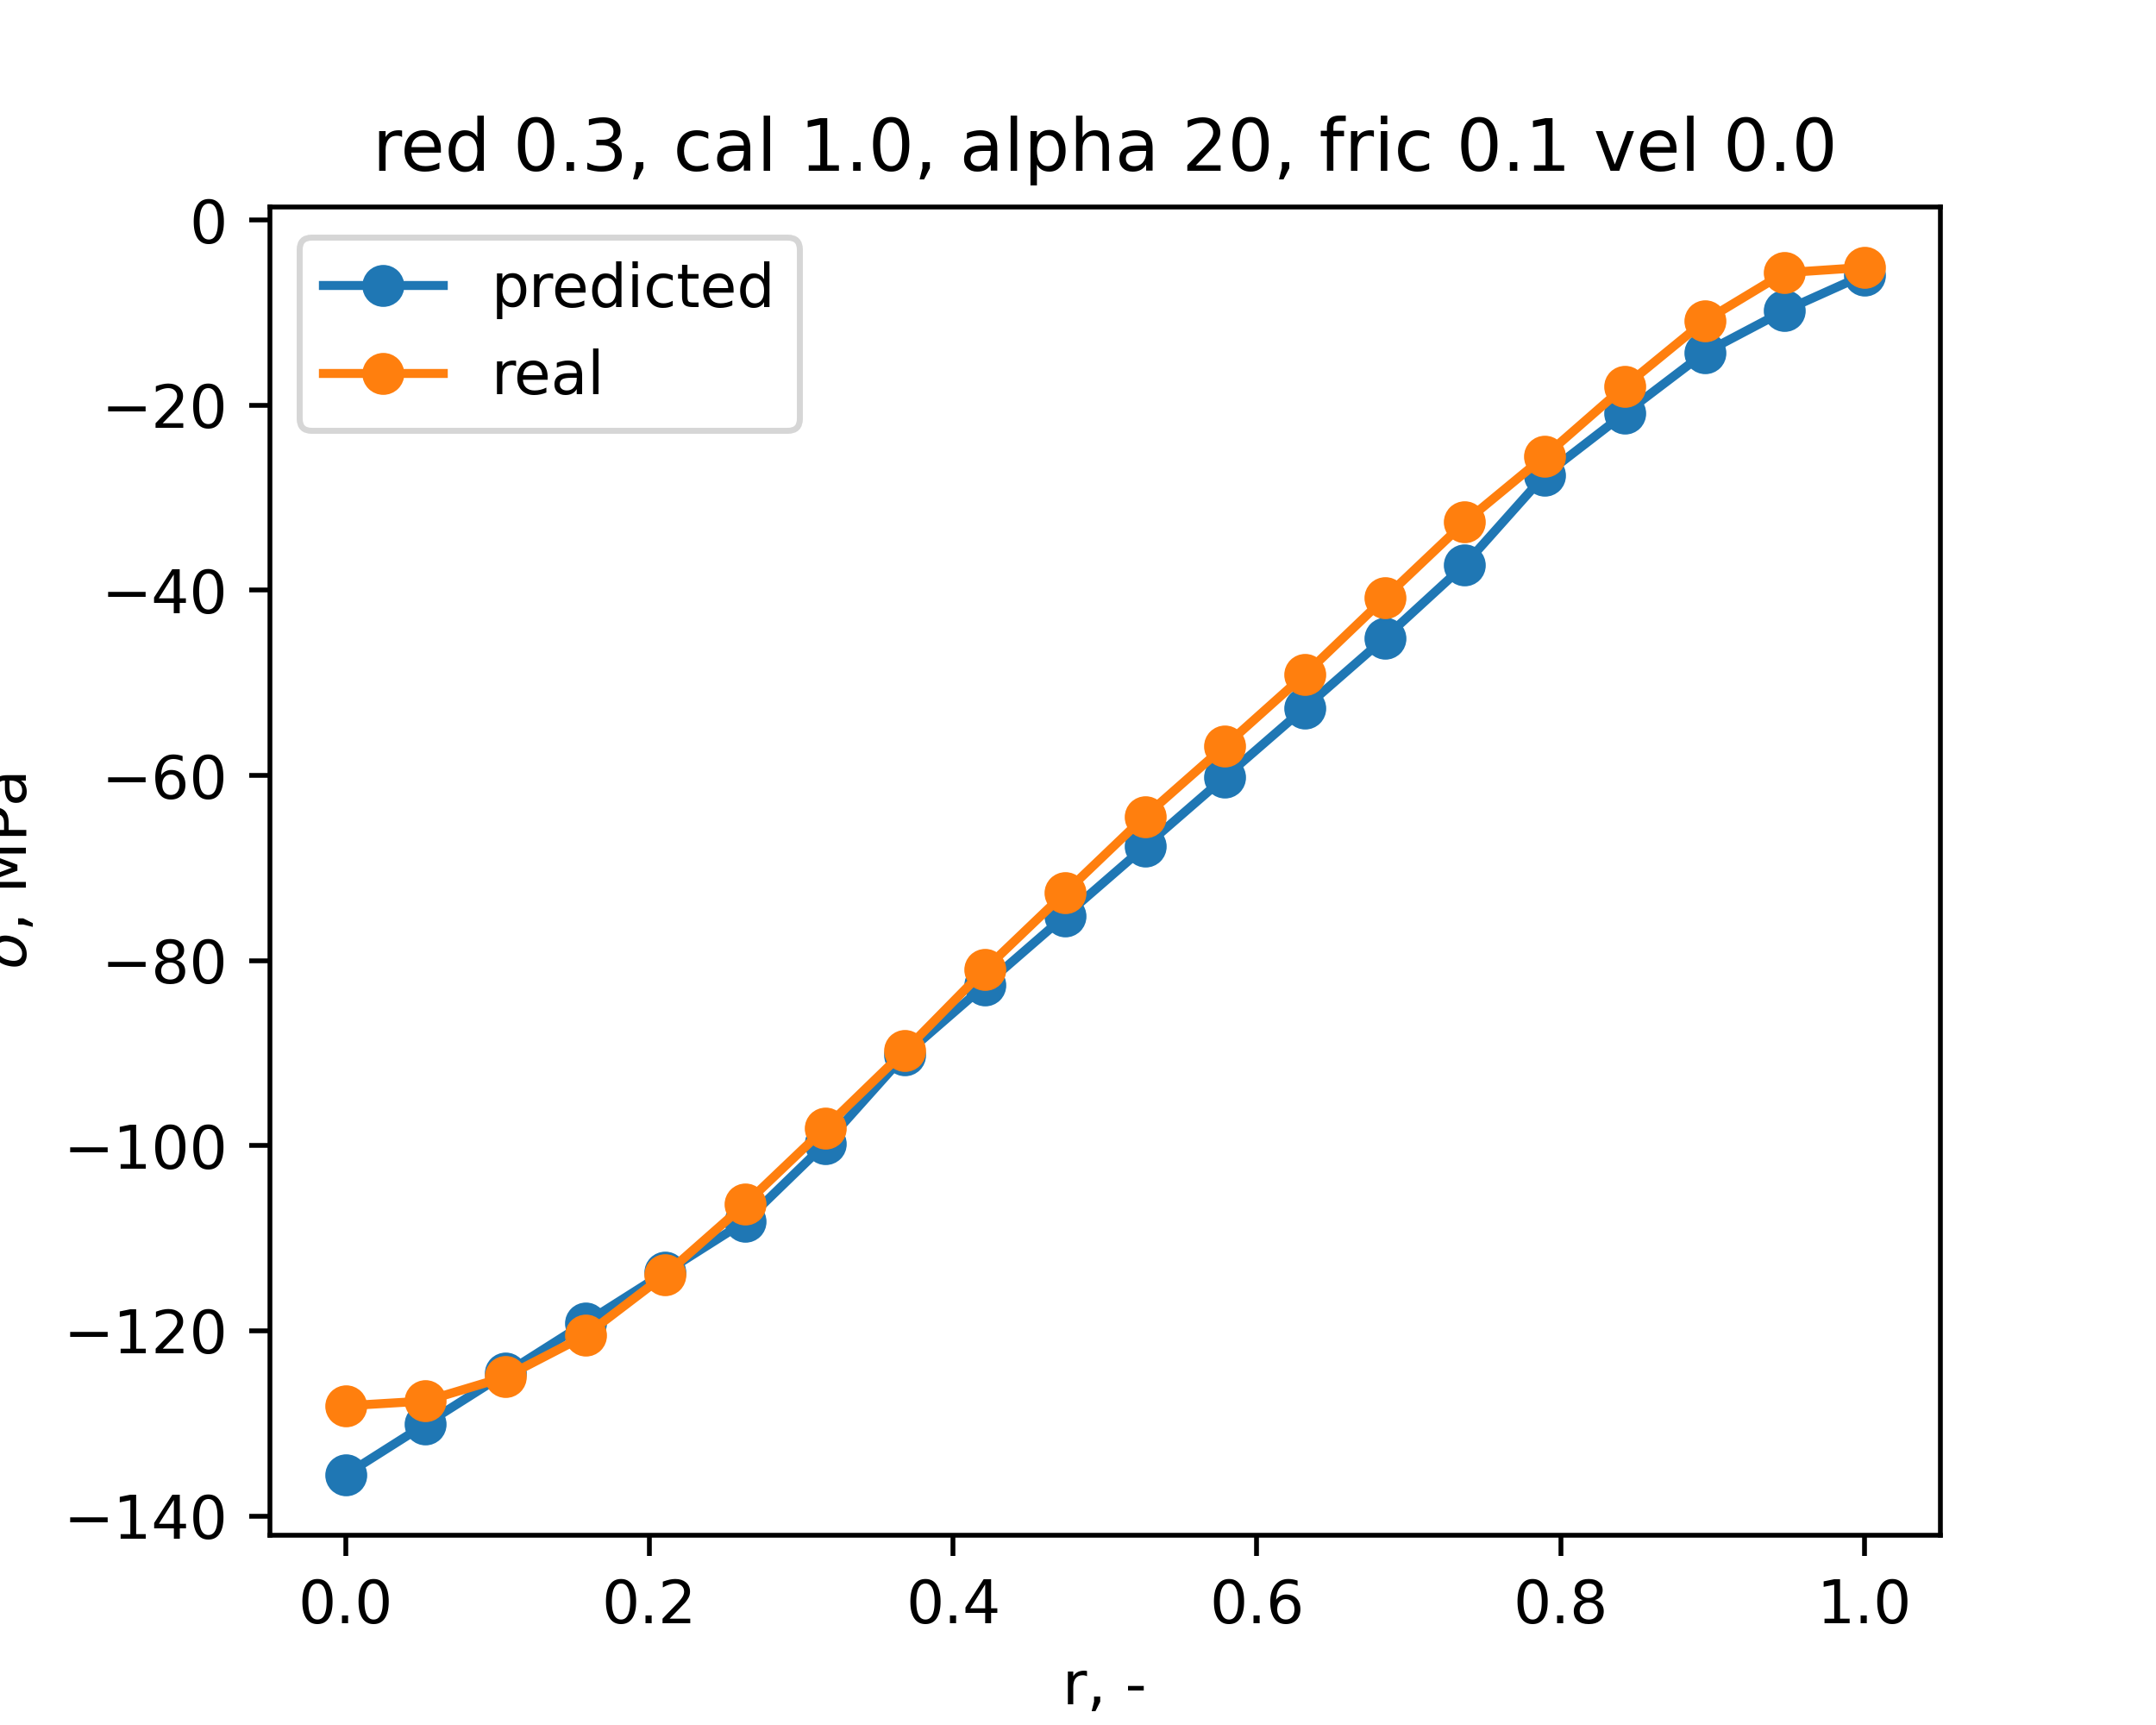 red 0.3, cal 1.0, alpha 20, fric 0.1 vel 0.0
predicted
real
0
−20
−40
−60
−80
−100
−120
−140
, MPa
0.0 0.2 0.4 0.6 0.8 1.0
r, -